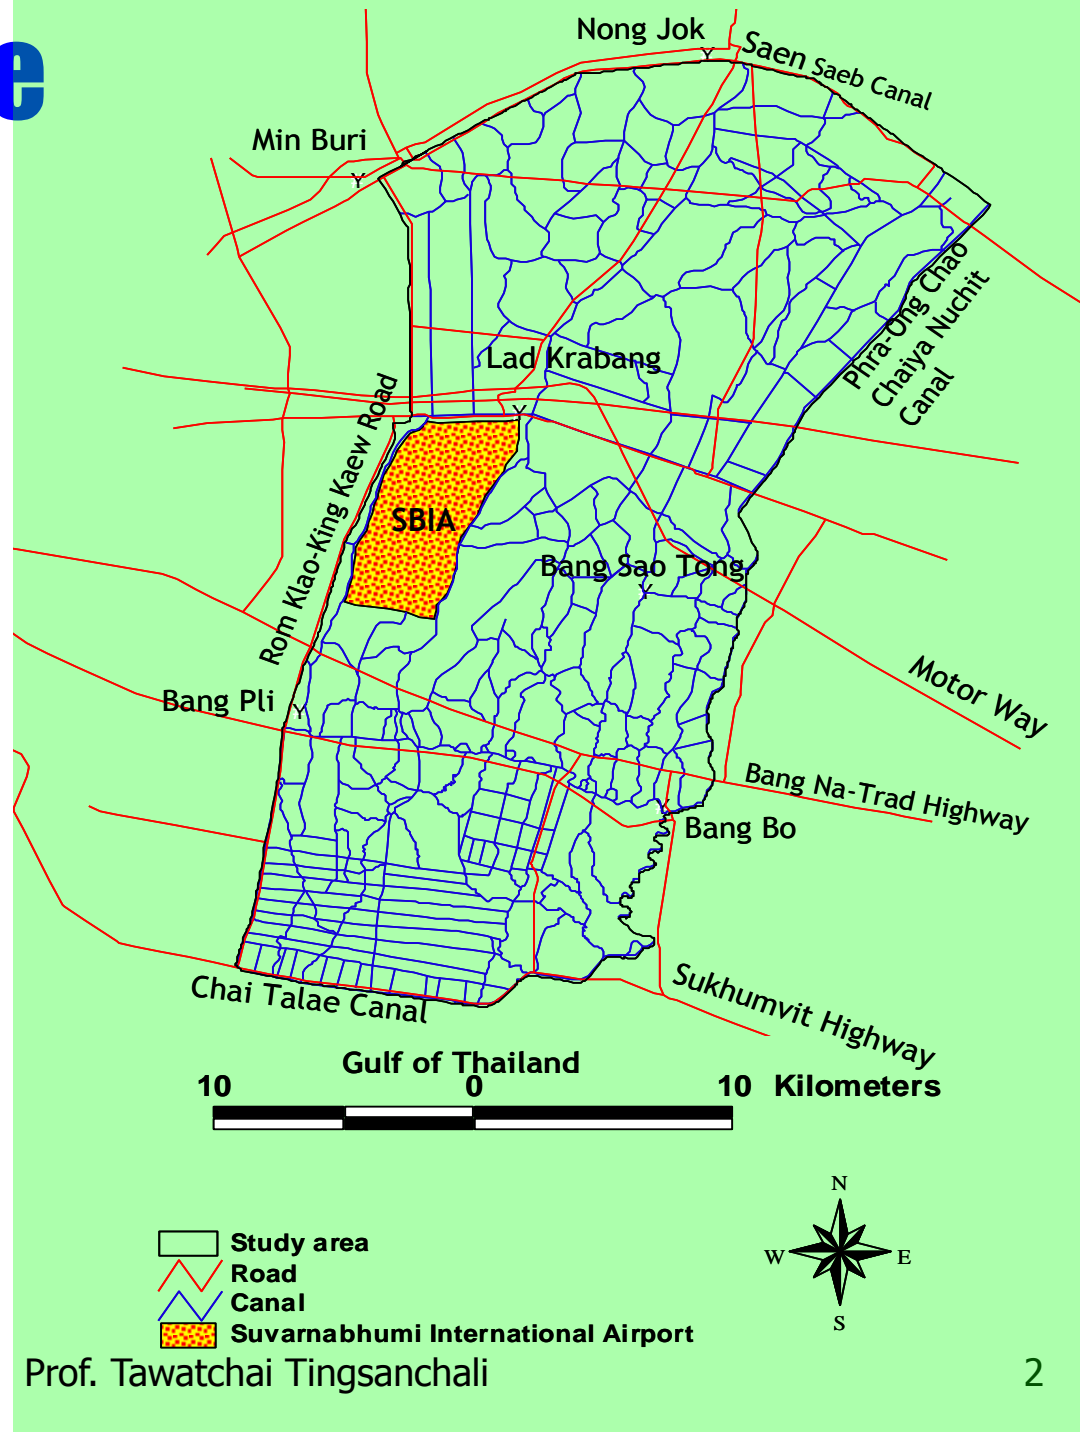 e
Nong Jok
Saen Saeb Canal
Min Buri
Y
Y
Phra-Ong Chao
Chaiya Nuchit
Canal
Lad Krabang
Y
Rom Klao-King Kaew Road
SBIA
Bang Sao Tong
Y
Motor Way
Bang Pli
Y
Bang Na-Trad Highway
Y
Bang Bo
Sukhumvit Highway
Chai Talae Canal
Gulf of Thailand
10 0 10 Kilometers
N
W E
S
Study area
Road
Canal
Suvarnabhumi International Airport
Prof. Tawatchai Tingsanchali
2